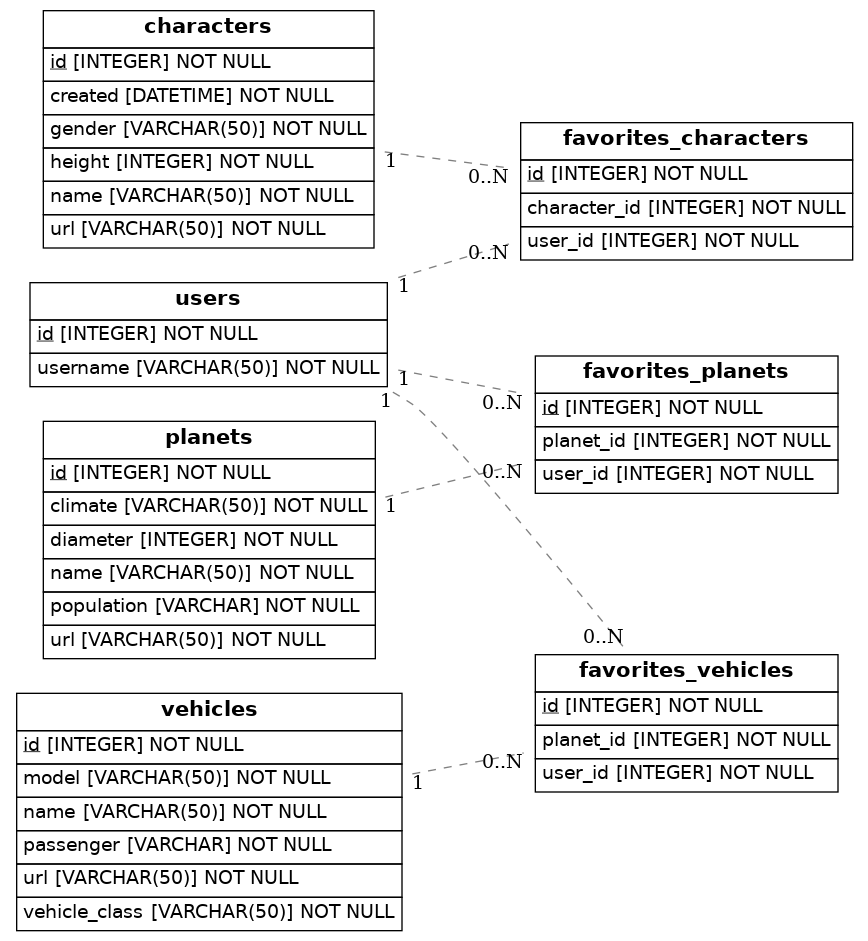 characters
id [INTEGER] NOT NULL
created [DATETIME] NOT NULL
gender [VARCHAR(50)] NOT NULL
height [INTEGER] NOT NULL
name [VARCHAR(50)] NOT NULL
url [VARCHAR(50)] NOT NULL
1
0..N
favorites_characters
id [INTEGER] NOT NULL
character_id [INTEGER] NOT NULL
user_id [INTEGER] NOT NULL
0..N
1
users
id [INTEGER] NOT NULL
username [VARCHAR(50)] NOT NULL
1
0..N
1
favorites_planets
id [INTEGER] NOT NULL
planet_id [INTEGER] NOT NULL
user_id [INTEGER] NOT NULL
planets
id [INTEGER] NOT NULL
climate [VARCHAR(50)] NOT NULL
diameter [INTEGER] NOT NULL
name [VARCHAR(50)] NOT NULL
population [VARCHAR] NOT NULL
url [VARCHAR(50)] NOT NULL
0..N
1
0..N
favorites_vehicles
id [INTEGER] NOT NULL
planet_id [INTEGER] NOT NULL
user_id [INTEGER] NOT NULL
vehicles
id [INTEGER] NOT NULL
model [VARCHAR(50)] NOT NULL
name [VARCHAR(50)] NOT NULL
passenger [VARCHAR] NOT NULL
url [VARCHAR(50)] NOT NULL
vehicle_class [VARCHAR(50)] NOT NULL
0..N
1